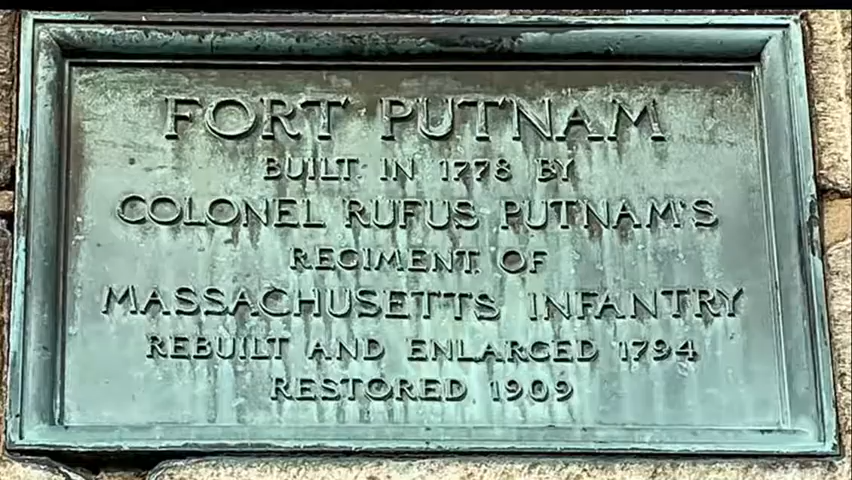 FORT PUTNAM
BUILT IN 1778 BY
COLONEL RUFUS PUTNAM'S
REGIMENT OF
MASSACHUSETTS INFANTRY
REBUILT AND ENLARGED 1794
RESTORED 1909